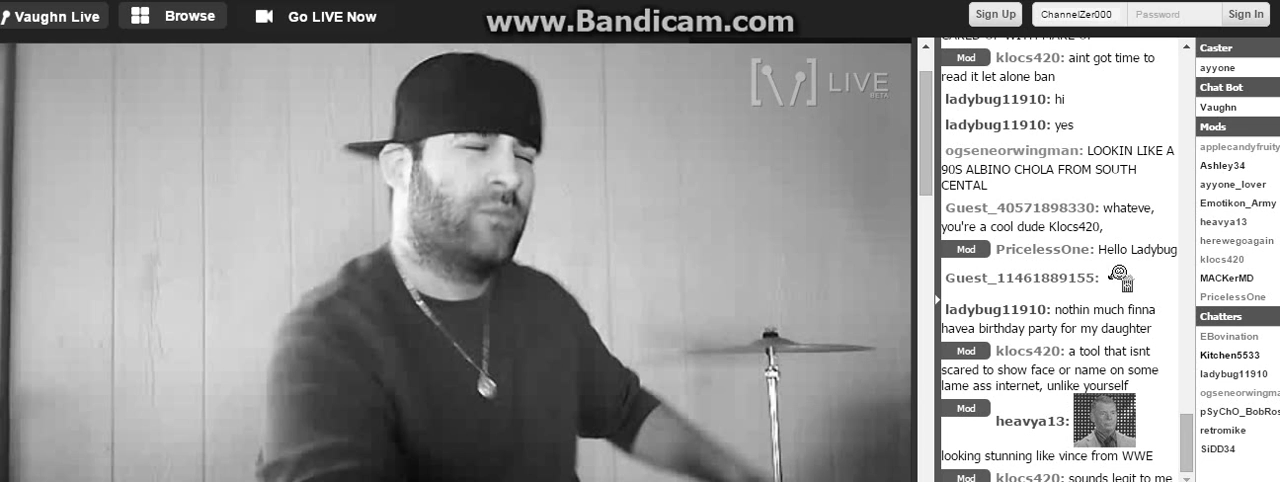 Vaughn Live
Browse
Go LIVE Now
www.Bandicam.com
Sign Up
ChannelZer000
Password
Sign In
LIVE
BETA
Mod klocs420: aint got time to
read it let alone ban
ladybug11910: hi
ladybug11910: yes
ogseneorwingman: LOOKIN LIKE A
90S ALBINO CHOLA FROM SOUTH
CENTAL
Guest_40571898330: whateve,
you're a cool dude Klocs420,
Mod PricelessOne: Hello Ladybug
Guest_11461889155:
ladybug11910: nothin much finna
havea birthday party for my daughter
Mod klocs420: a tool that isnt
scared to show face or name on some
lame ass internet, unlike yourself
Mod heavya13:
looking stunning like vince from WWE
Mod klocs420: sounds legit to me
Caster
ayyone
Chat Bot
Vaughn
Mods
applecandyfruity
Ashley34
ayyone_lover
Emotikon_Army
heavya13
herewegoagain
klocs420
MACKerMD
PricelessOne
Chatters
EBovination
Kitchen5533
ladybug11910
ogseneorwingma
pSyChO_BobRos
retromike
SiDD34